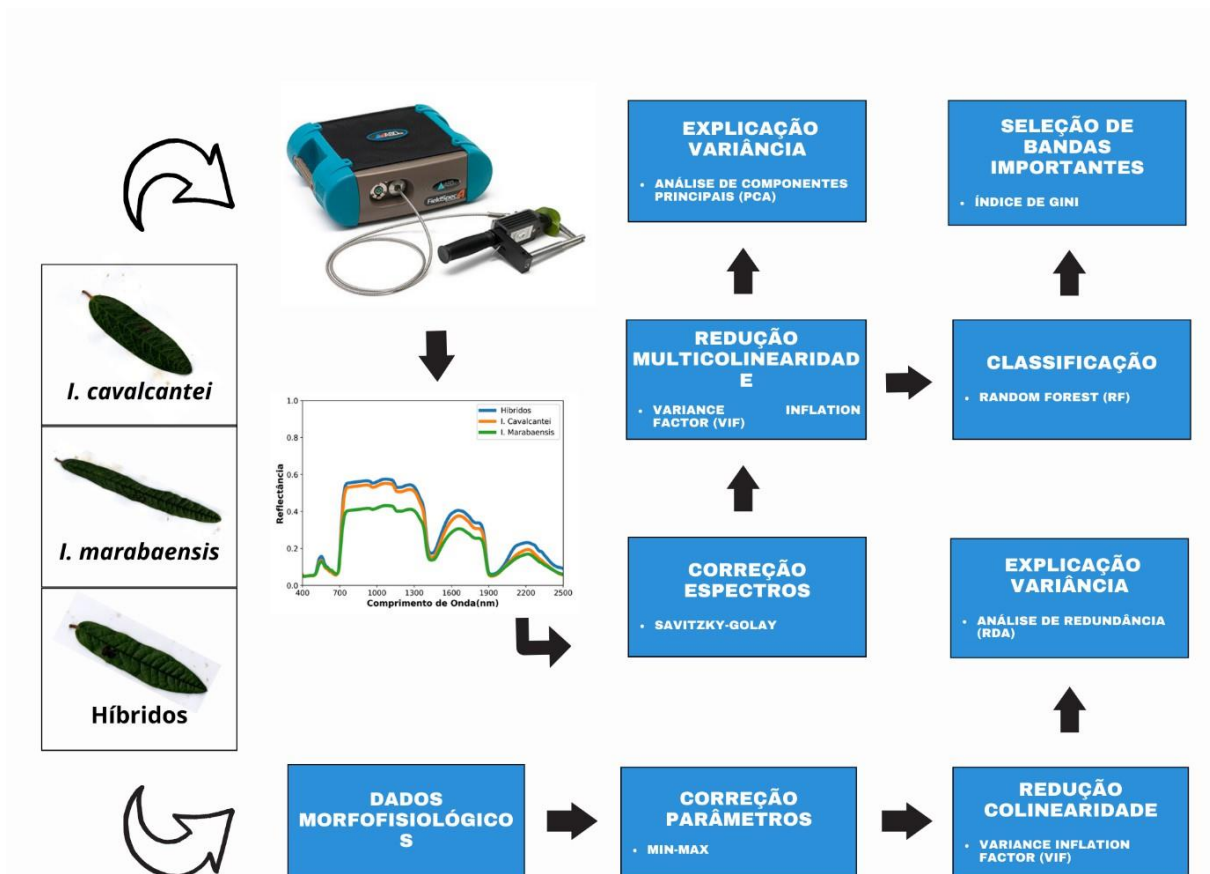 EXPLICAÇÃO
VARIÂNCIA
• ANÁLISE DE COMPONENTES
PRINCIPAIS (PCA)
SELEÇÃO DE
BANDAS
IMPORTANTES
• ÍNDICE DE GINI
FieldSpec 4
I. cavalcantei
I. marabaensis
Híbridos
Híbridos
I. Cavalcantei
I. Marabaensis
Reflectância
1.0
0.8
0.6
0.4
0.2
0.0
400 700 1000 1300 1600 1900 2200 2500
Comprimento de Onda(nm)
REDUÇÃO
MULTICOLINEARIDAD
E
• VARIANCE INFLATION
FACTOR (VIF)
CLASSIFICAÇÃO
• RANDOM FOREST (RF)
CORREÇÃO
ESPECTROS
• SAVITZKY-GOLAY
EXPLICAÇÃO
VARIÂNCIA
• ANÁLISE DE REDUNDÂNCIA
(RDA)
DADOS
MORFOFISIOLÓGICO
S
CORREÇÃO
PARÂMETROS
• MIN-MAX
REDUÇÃO
COLINEARIDADE
• VARIANCE INFLATION
FACTOR (VIF)